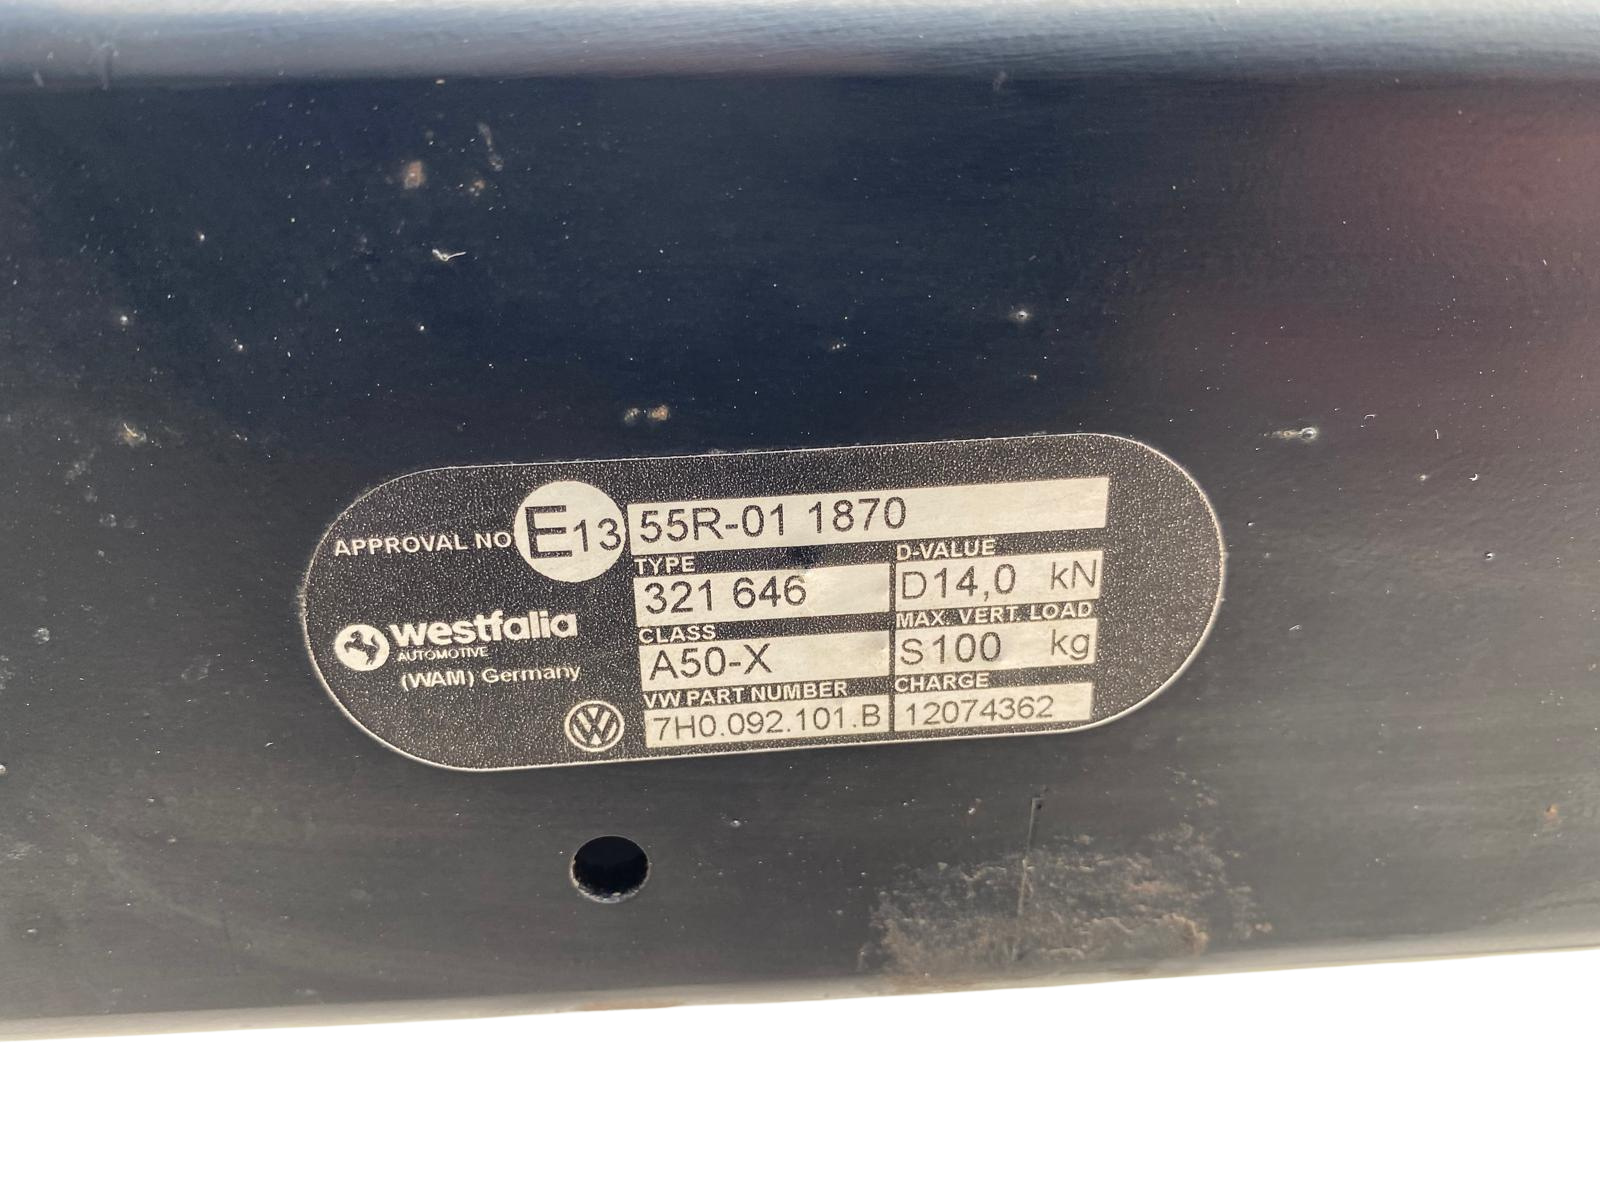 APPROVAL NO E13 55R-01 1870
TYPE D-VALUE
321 646 D14,0 kN
westfalia
AUTOMOTIVE
(WAM) Germany
CLASS MAX. VERT. LOAD
A50-X S100 kg
VW PART NUMBER CHARGE
VW 7H0.092.101.B 12074362